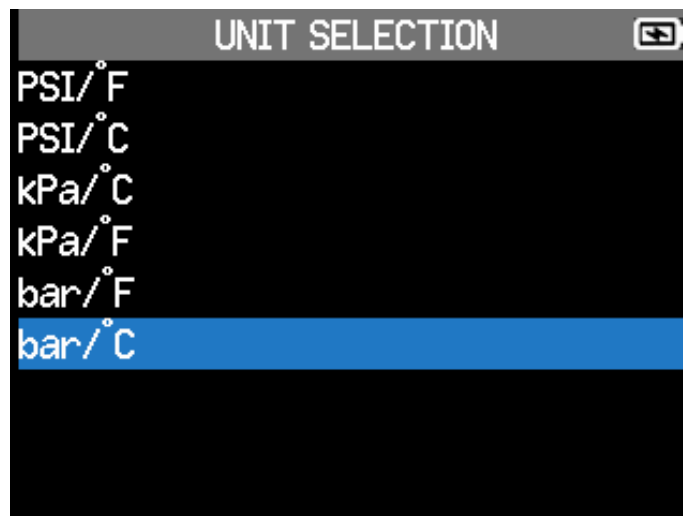 UNIT SELECTION
PSI/°F
PSI/°C
kPa/°C
kPa/°F
bar/°F
bar/°C